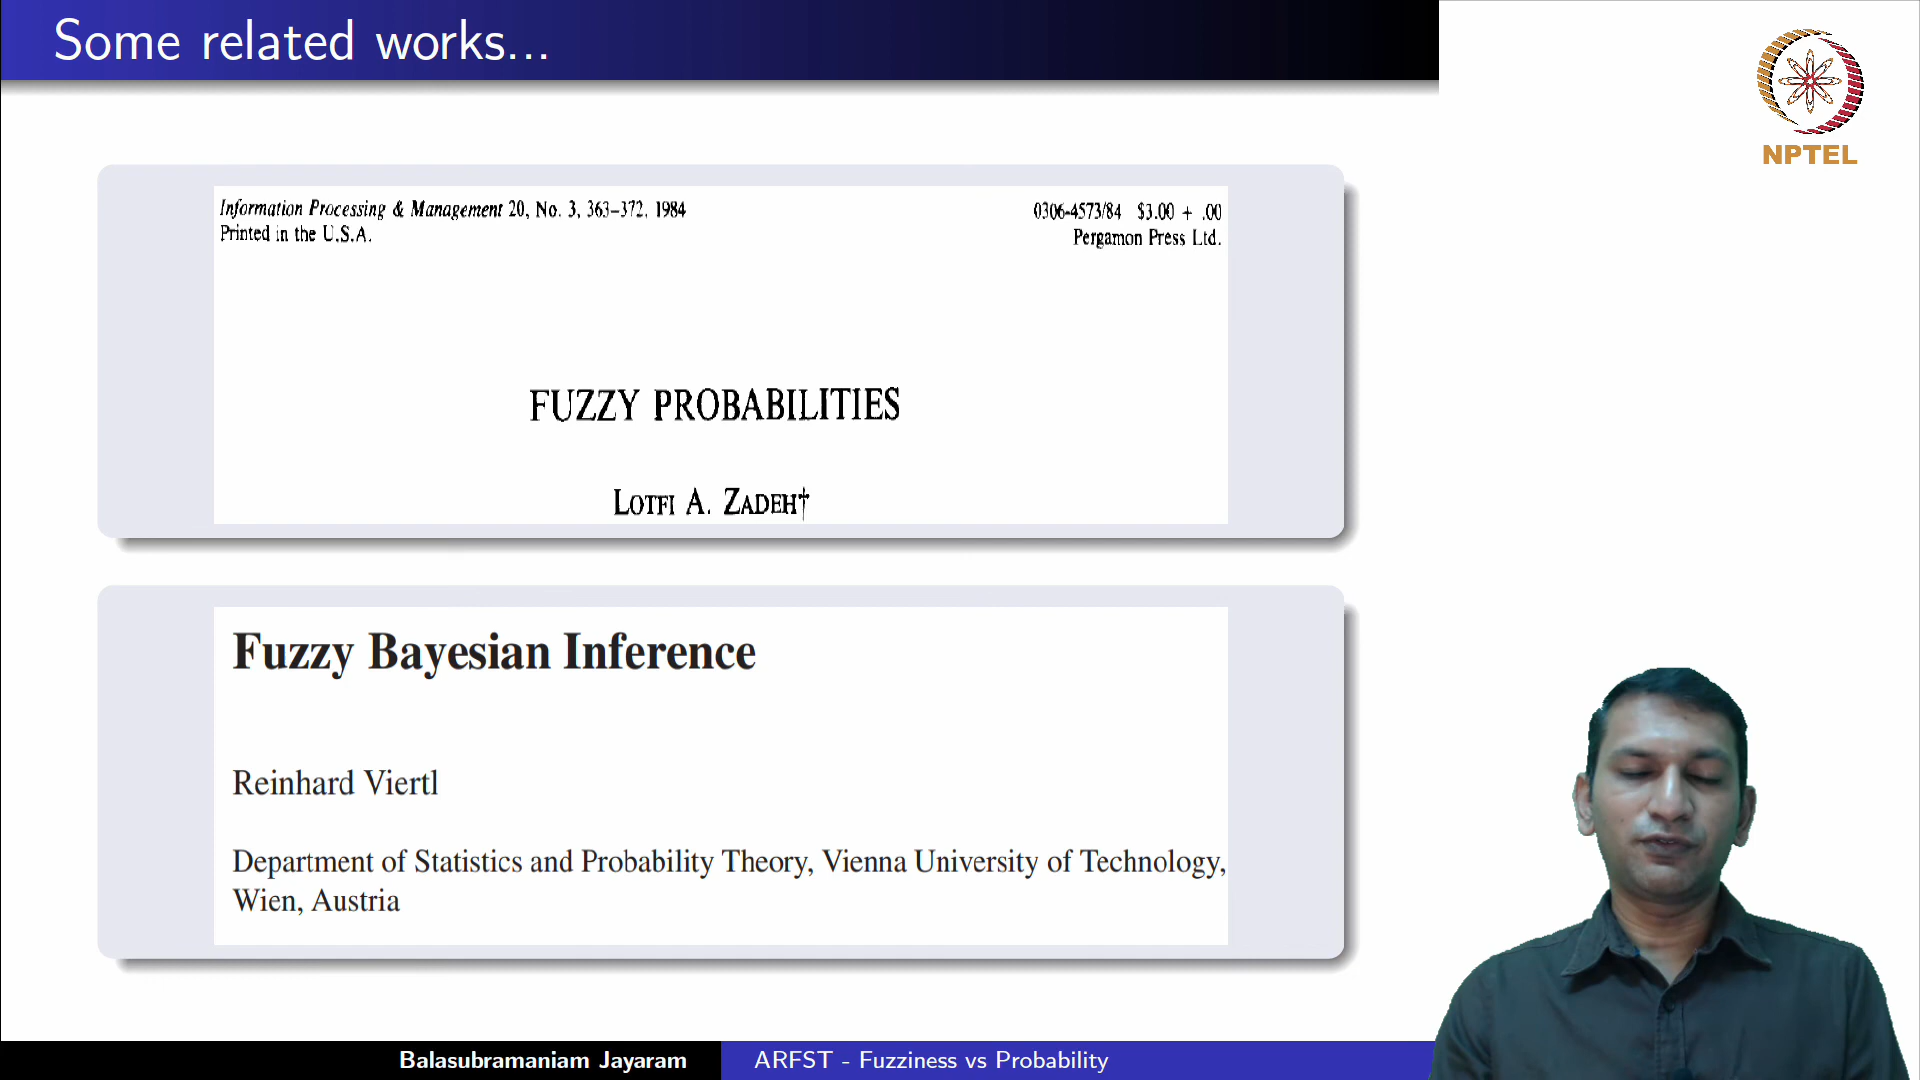 Some related works...
NPTEL
Information Processing & Management 20, No. 3, 363–372, 1984
0306-4573/84 $3.00 + .00
Printed in the U.S.A.
Pergamon Press Ltd.
FUZZY PROBABILITIES
LOTFI A. ZADEH†
Fuzzy Bayesian Inference
Reinhard Viertl
Department of Statistics and Probability Theory, Vienna University of Technology,
Wien, Austria
Balasubramaniam Jayaram
ARFST - Fuzziness vs Probability